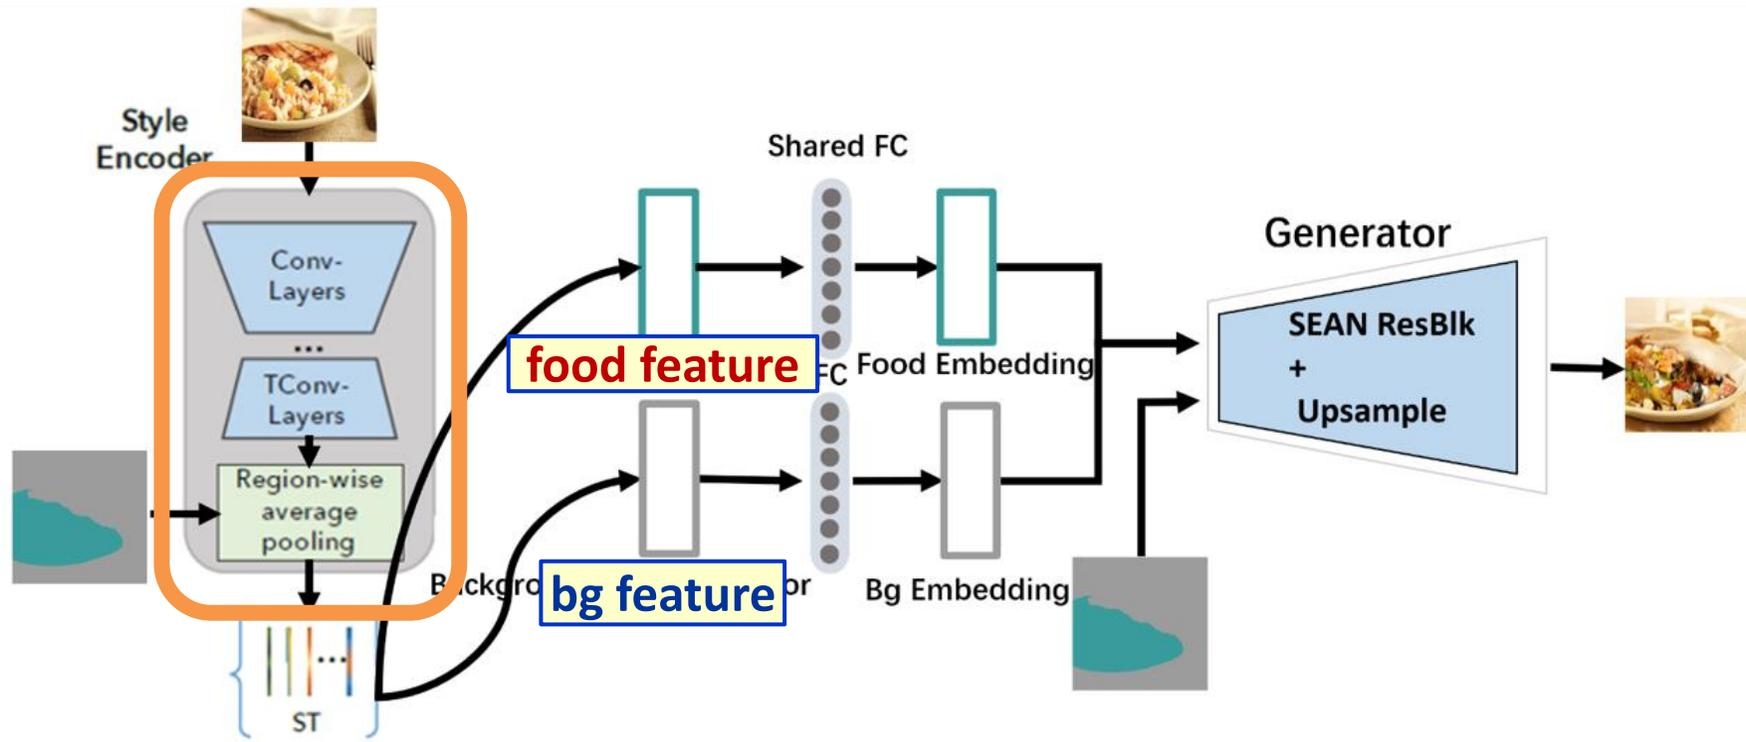 Style
Encoder
Conv-
Layers
...
TConv-
Layers
Region-wise
average
pooling
...
ST
Shared FC
food feature
FC
Food Embedding
bg feature
Bg Embedding
Generator
SEAN ResBlk
+
Upsample